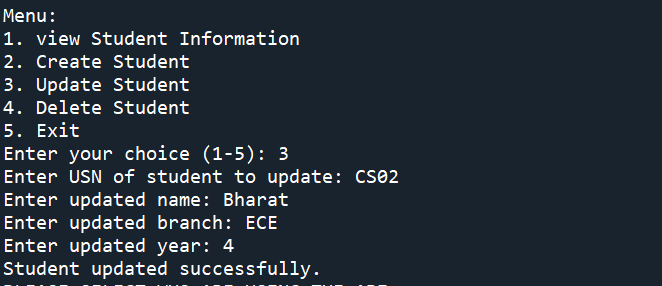 Menu:
1. view Student Information
2. Create Student
3. Update Student
4. Delete Student
5. Exit
Enter your choice (1-5): 3
Enter USN of student to update: CS02
Enter updated name: Bharat
Enter updated branch: ECE
Enter updated year: 4
Student updated successfully.